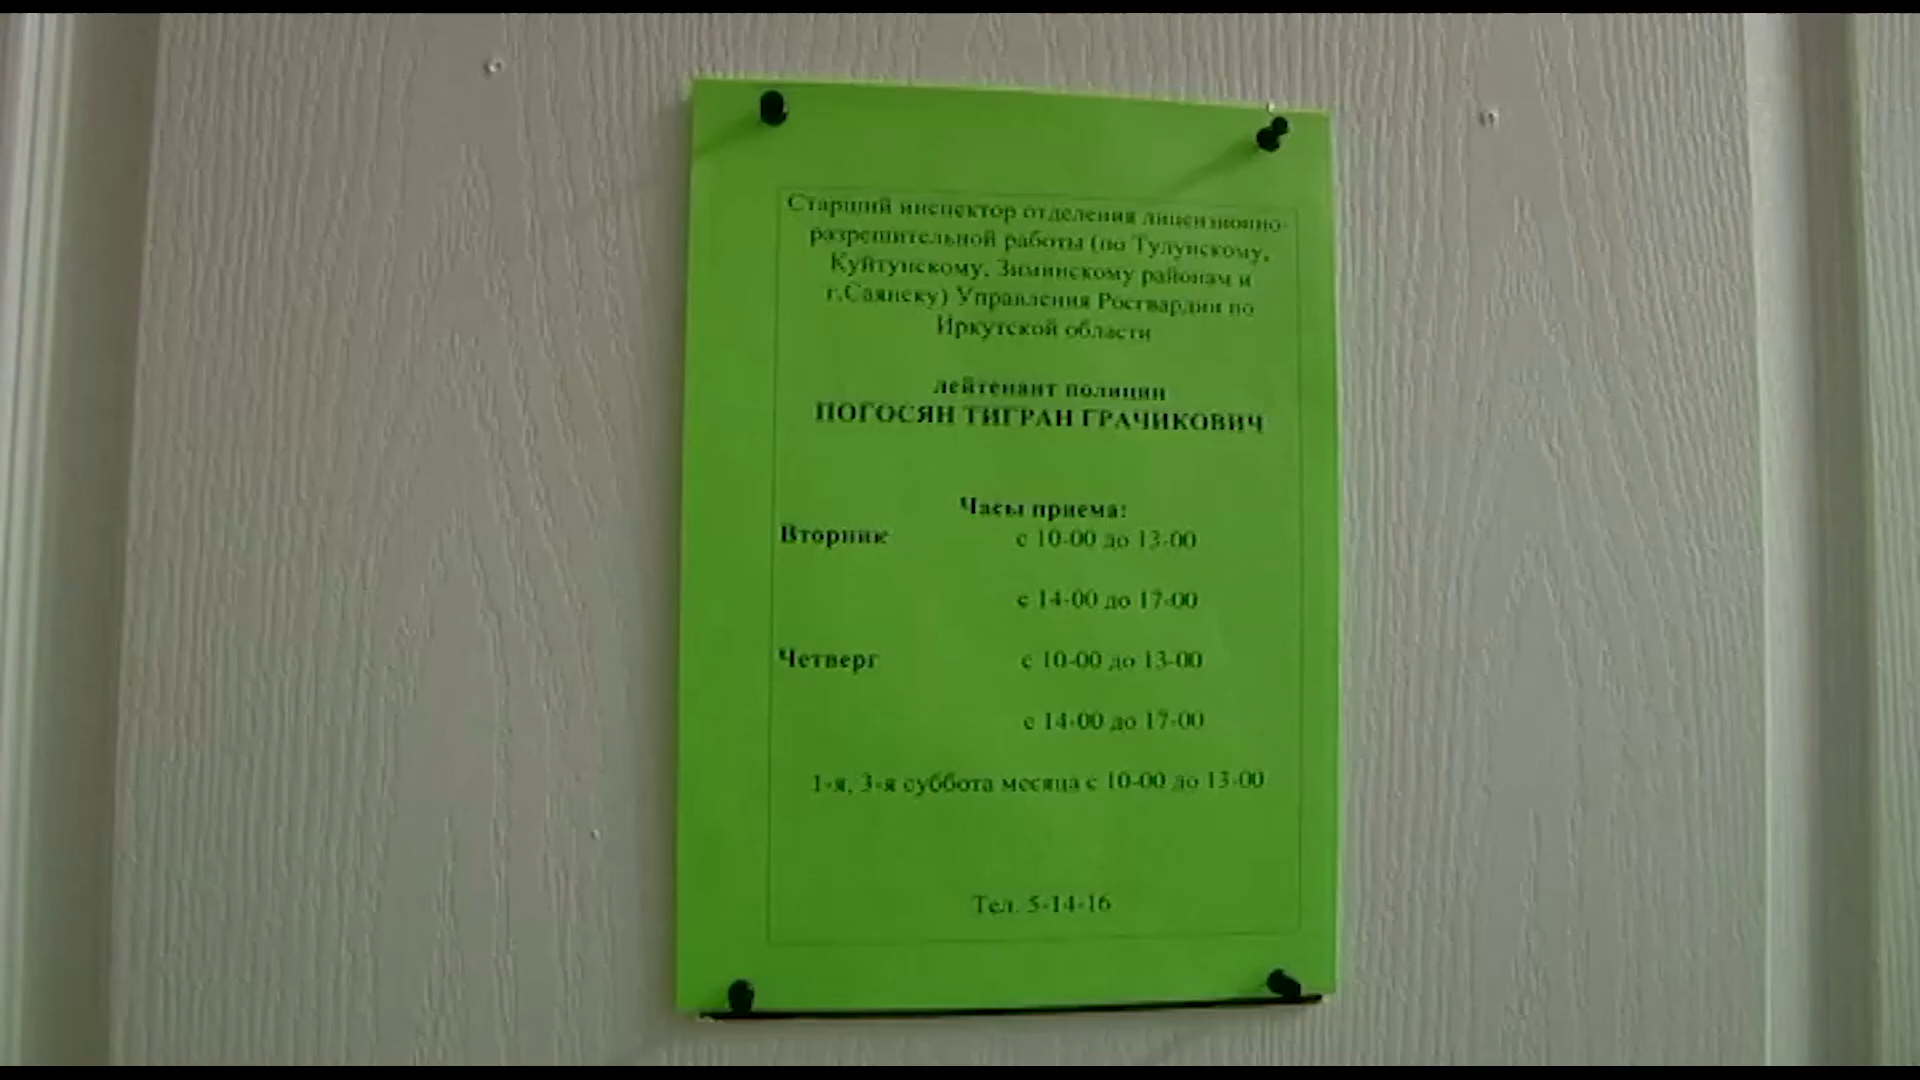 Старший инспектор отделения лицензионно-
разрешительной работы (по Тулунскому,
Куйтунскому, Зиминскому районам и
г.Саянску) Управления Росгвардии по
Иркутской области
лейтенант полиции
ПОГОСЯН ТИГРАН ГРАЧИКОВИЧ
Часы приема:
Вторник с 10-00 до 13-00
с 14-00 до 17-00
Четверг с 10-00 до 13-00
с 14-00 до 17-00
1-я, 3-я суббота месяца с 10-00 до 13-00
Тел. 5-14-16